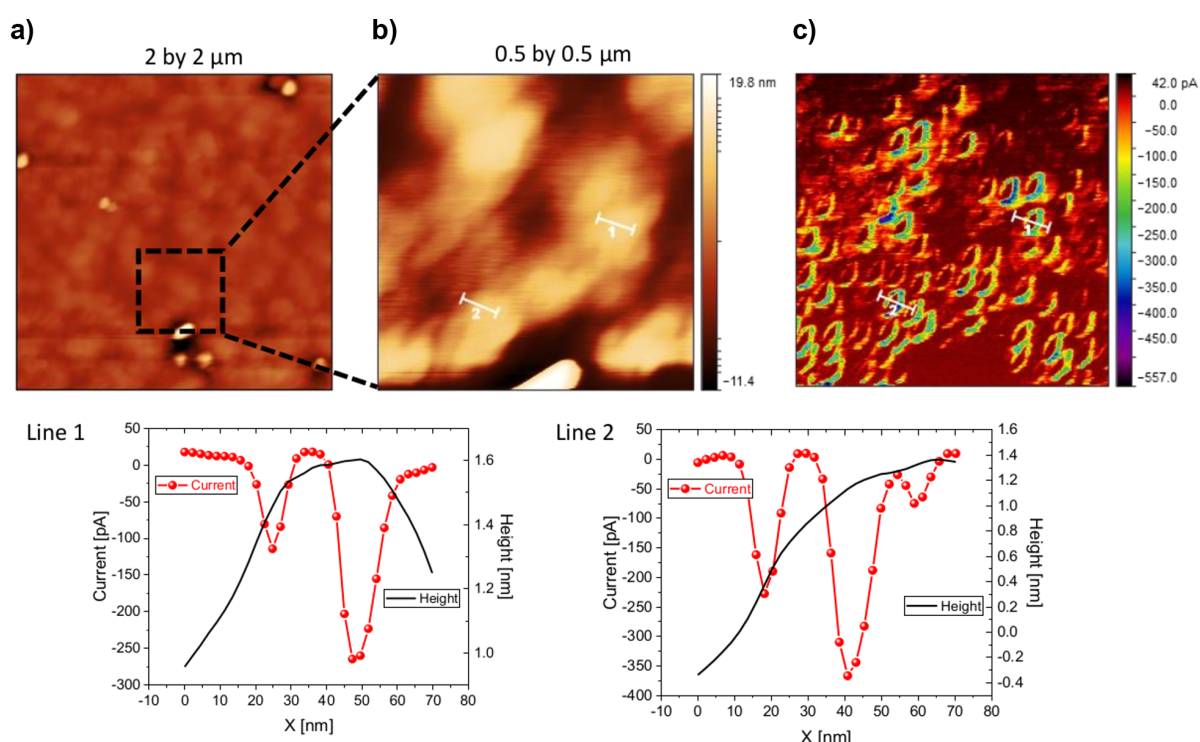 a)
2 by 2 µm
b)
0.5 by 0.5 µm
c)
19.8 nm
−11.4
1
2
42.0 pA
0.0
−50.0
−100.0
−150.0
−200.0
−250.0
−300.0
−350.0
−400.0
−450.0
−500.0
−557.0
1
2
Line 1
50
0
-50
-100
-150
-200
-250
-300
Current [pA]
Current
Height
1.6
1.4
1.2
1.0
Height [nm]
-10 0 10 20 30 40 50 60 70 80
X [nm]
Line 2
50
0
-50
-100
-150
-200
-250
-300
-350
-400
Current [pA]
Current
Height
1.6
1.4
1.2
1.0
0.8
0.6
0.4
0.2
0.0
-0.2
-0.4
Height [nm]
-10 0 10 20 30 40 50 60 70 80
X [nm]